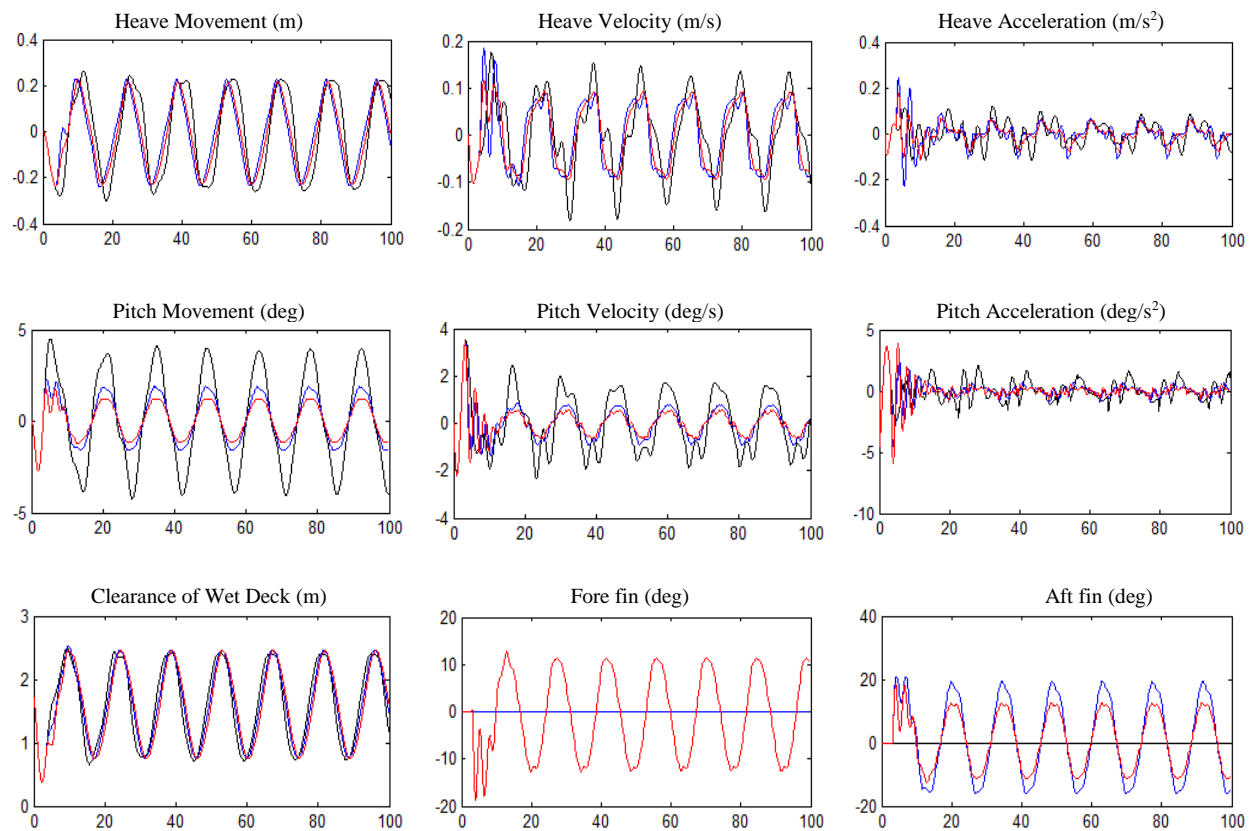 Heave Movement (m) Heave Velocity (m/s) Heave Acceleration (m/s²)
0.4 0.2 0.4
0.2 0.1 0.2
0 0 0
-0.2 -0.1 -0.2
-0.4 -0.2 -0.4
0 20 40 60 80 100 0 20 40 60 80 100 0 20 40 60 80 100
Pitch Movement (deg) Pitch Velocity (deg/s) Pitch Acceleration (deg/s²)
5 4 5
2 0
0 0
-2 -5
-5 -4 -10
0 20 40 60 80 100 0 20 40 60 80 100 0 20 40 60 80 100
Clearance of Wet Deck (m) Fore fin (deg) Aft fin (deg)
3 20 40
2 10 20
0
1 -10 0
0 -20 -20
0 20 40 60 80 100 0 20 40 60 80 100 0 20 40 60 80 100